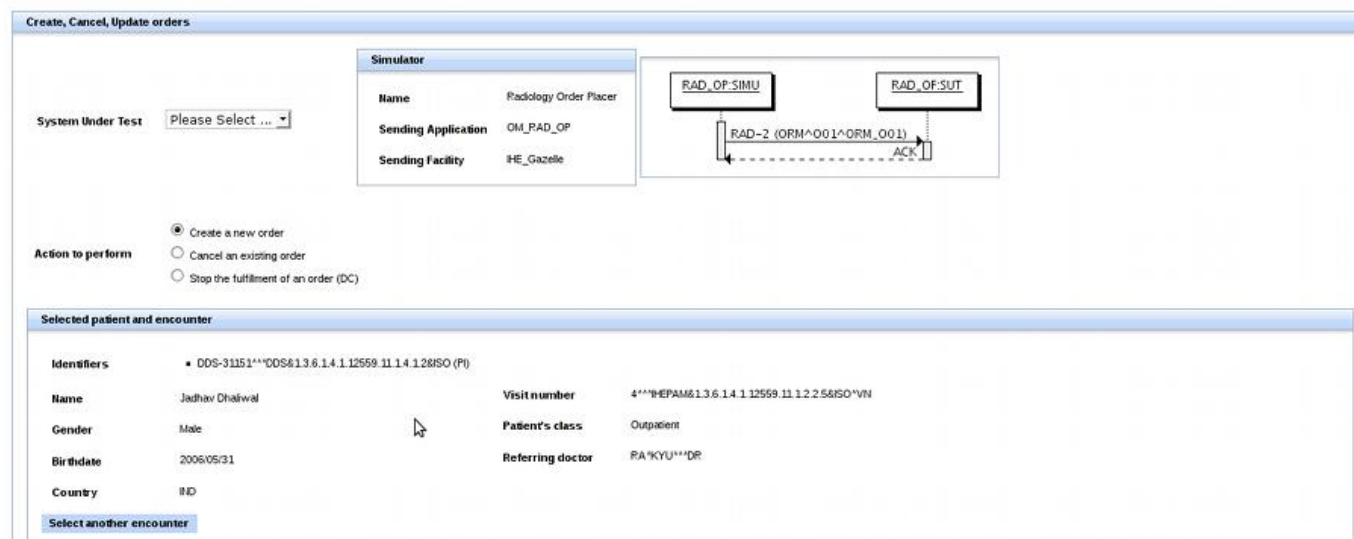 Create, Cancel, Update orders
Simulator
Name Radiology Order Placer
Sending Application OM_RAD_OP
Sending Facility IHE_Gazelle
RAD_OP:SIMU RAD_OF:SUT
RAD-2 (ORM^O01^ORM_O01)
ACK
System Under Test Please Select ...
Action to perform
Create a new order
Cancel an existing order
Stop the fulfillment of an order (DC)
Selected patient and encounter
Identifiers DDS-31151^^^DDS&1.3.6.1.4.1.12559.11.1.4.1.2&ISO (PI)
Name Jadhav Dhaliwal
Visit number 4^^^IHEPAM&1.3.6.1.4.1.12559.11.1.2.2.5&ISO^VN
Gender Male
Patient's class Outpatient
Birthdate 2006/05/31
Referring doctor RA^KYU^^^DR
Country IND
Select another encounter